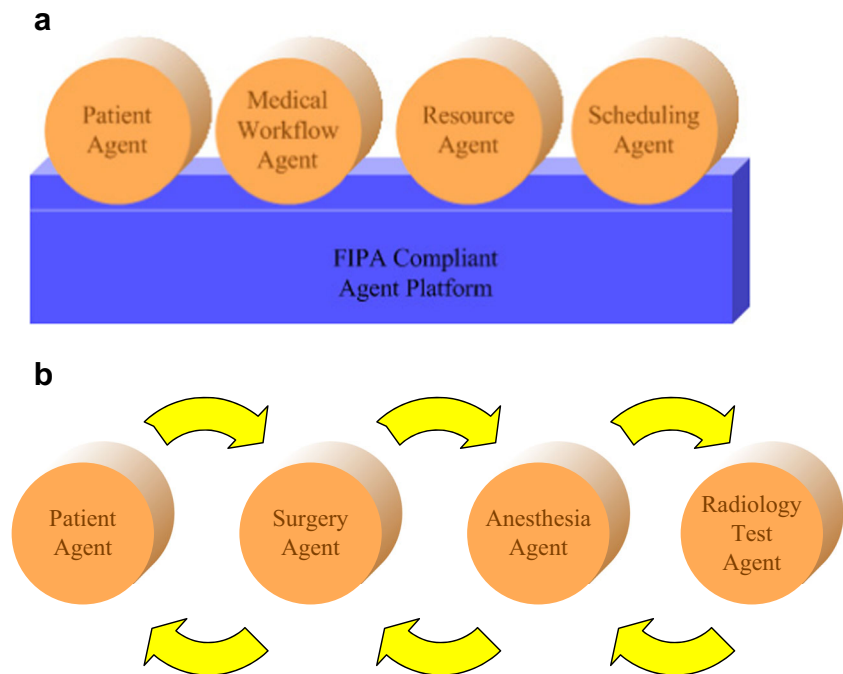 a
Patient
Agent
Medical
Workflow
Agent
Resource
Agent
Scheduling
Agent
FIPA Compliant
Agent Platform
b
Patient
Agent
Surgery
Agent
Anesthesia
Agent
Radiology
Test
Agent